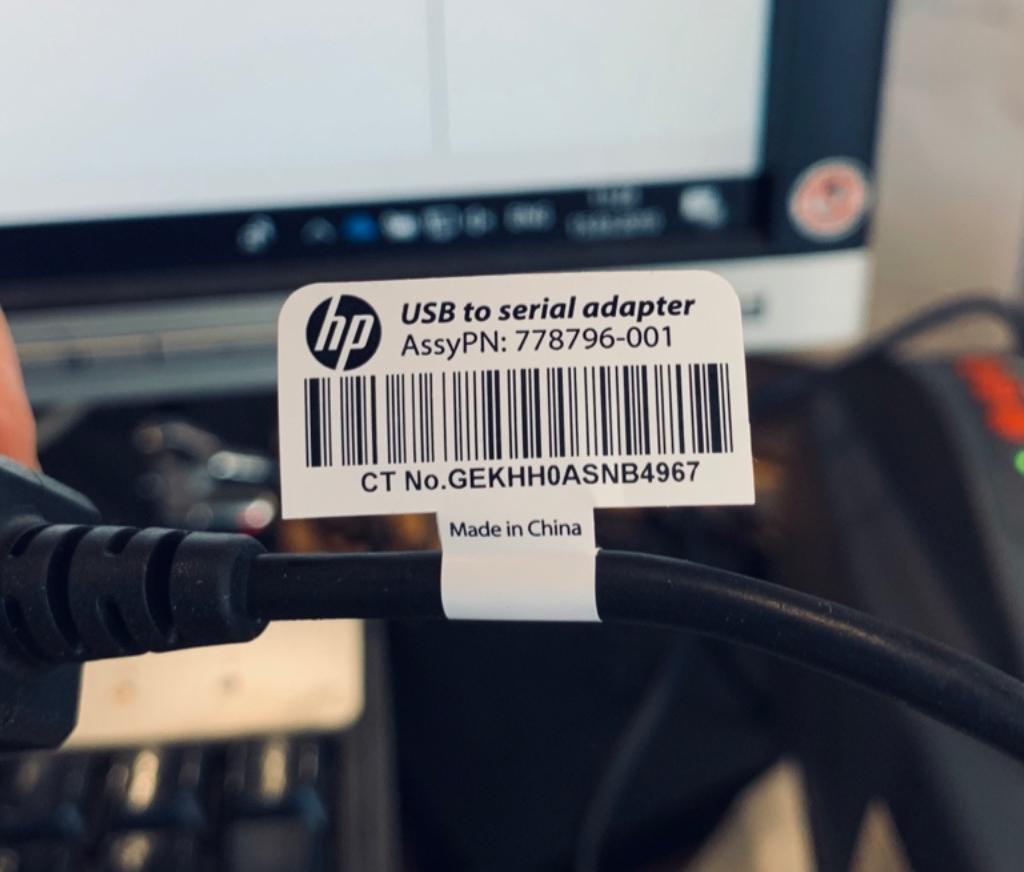 hp
USB to serial adapter
AssyPN: 778796-001
CT No.GEKHH0ASNB4967
Made in China